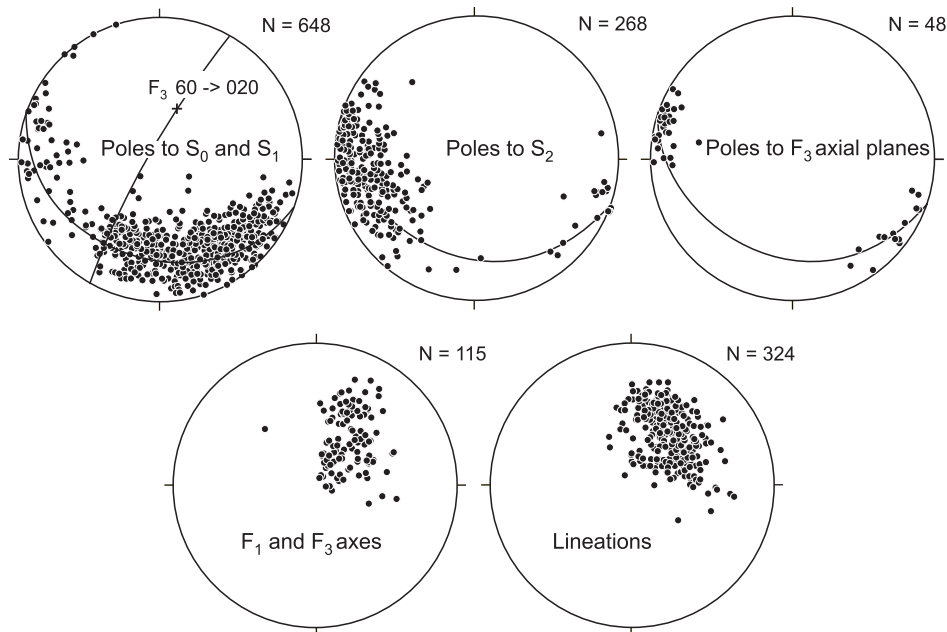 N = 648
F3 60 -> 020
Poles to S0 and S1
N = 268
Poles to S2
N = 48
Poles to F3 axial planes
N = 115
F1 and F3 axes
N = 324
Lineations